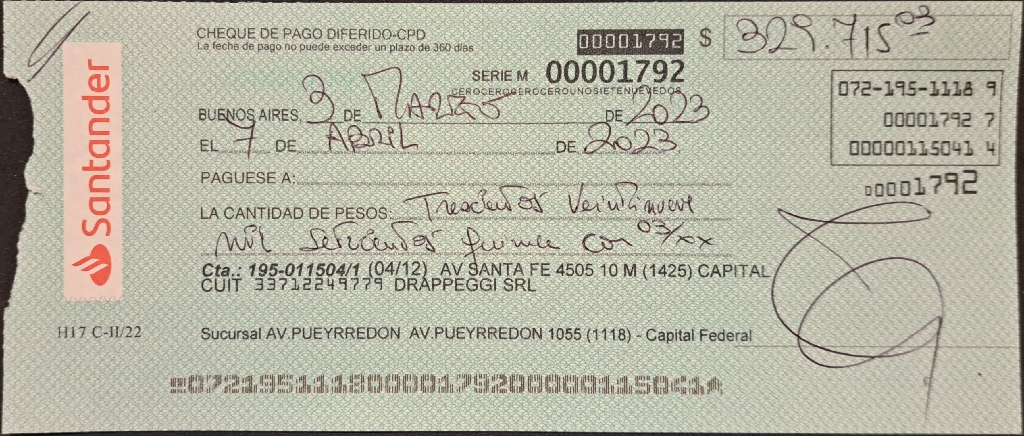 CHEQUE DE PAGO DIFERIDO-CPD
La fecha de pago no puede exceder un plazo de 360 días
00001792 $ 329.715 03
SERIE M 00001792
CEROCEROCEROCEROUNOSIETENUEVEDOS
072-195-1118 9
00001792 7
00000115041 4
00001792
BUENOS AIRES, 3 DE MARZO DE 2023
EL 7 DE ABRIL DE 2023
PAGUESE A:
LA CANTIDAD DE PESOS: Trescientos Veintinueve
mil setecientos quince con 03/xx
Cta.: 195-011504/1 (04/12) AV SANTA FE 4505 10 M (1425) CAPITAL
CUIT 33712249779 DRAPPEGGI SRL
Santander
H17 C-II/22
Sucursal AV.PUEYRREDON AV.PUEYRREDON 1055 (1118) - Capital Federal
07219511180000179200000115041